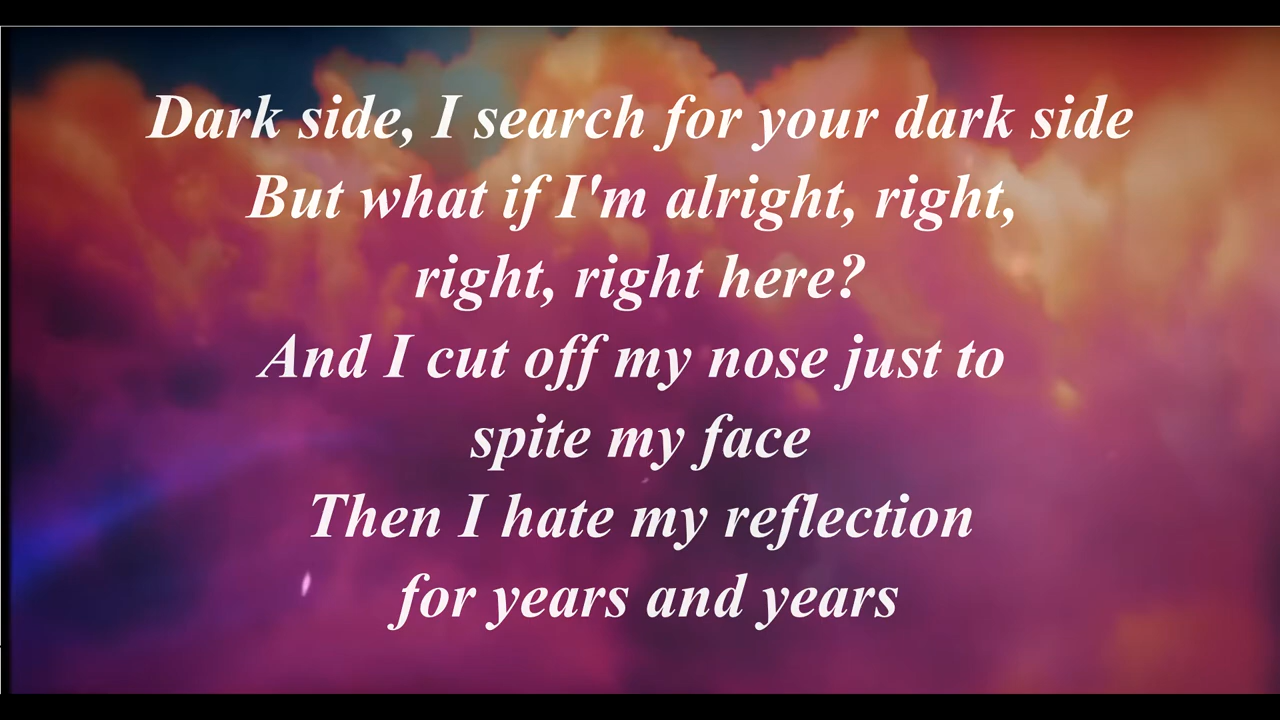 Dark side, I search for your dark side
But what if I'm alright, right,
right, right here?
And I cut off my nose just to
spite my face
Then I hate my reflection
for years and years